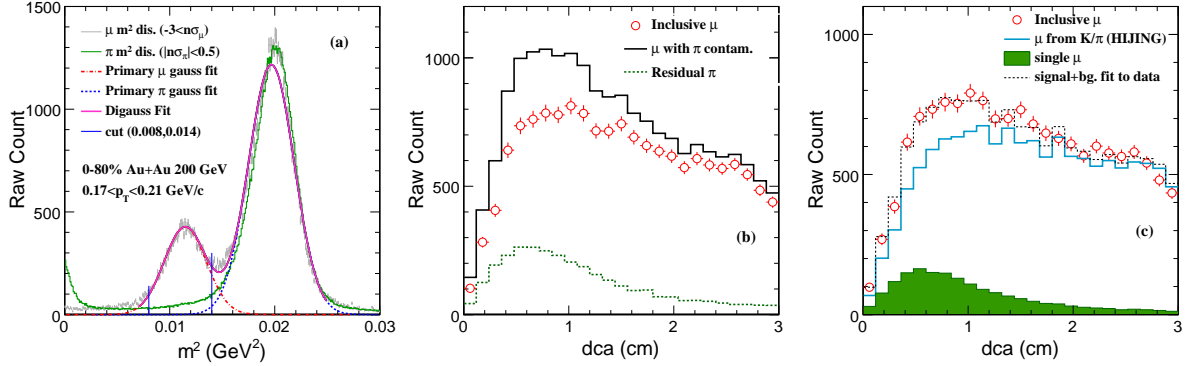 1500
1000
500
0
Raw Count
μ m² dis. (-3<nσμ)
π m² dis. (|nσπ|<0.5)
Primary μ gauss fit
Primary π gauss fit
Digauss Fit
cut (0.008,0.014)
(a)
0-80% Au+Au 200 GeV
0.17<pT<0.21 GeV/c
0 0.01 0.02 0.03
m² (GeV²)
1000
500
0
Raw Count
Inclusive μ
μ with π contam.
Residual π
(b)
0 1 2 3
dca (cm)
1000
500
0
Raw Count
Inclusive μ
μ from K/π (HIJING)
single μ
signal+bg. fit to data
(c)
0 1 2 3
dca (cm)